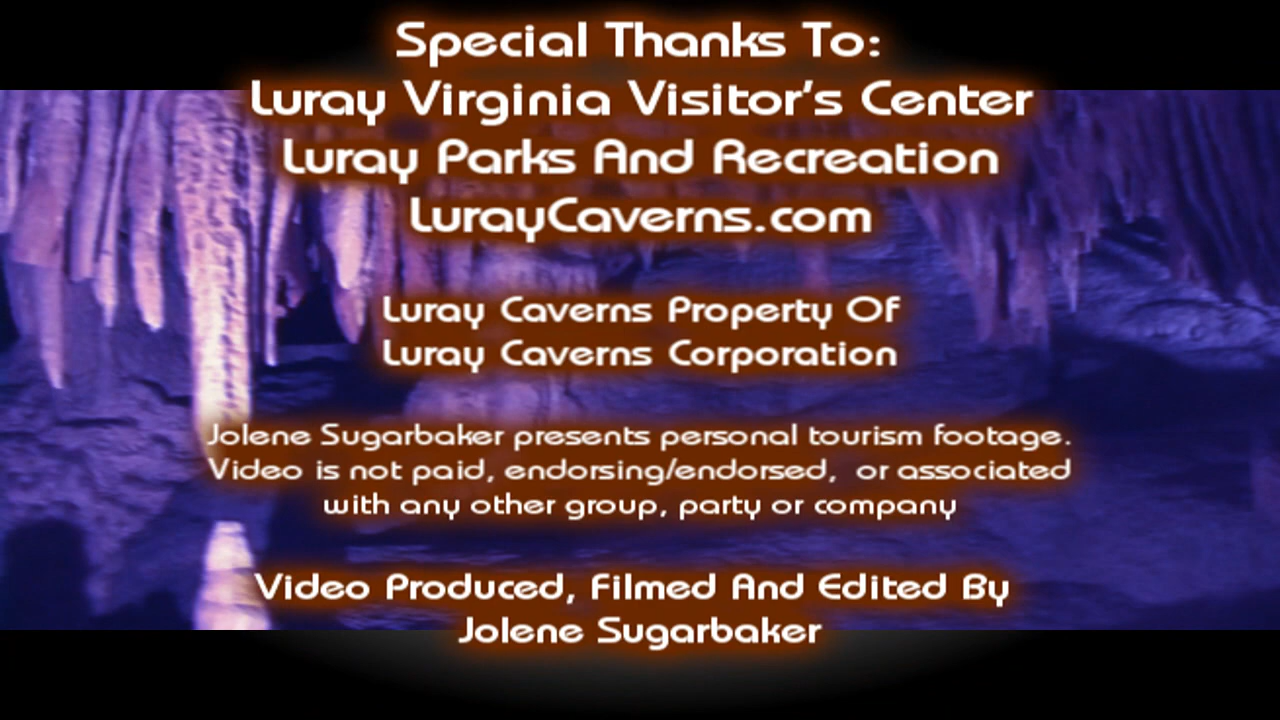 Special Thanks To:
Luray Virginia Visitor's Center
Luray Parks And Recreation
LurayCaverns.com
Luray Caverns Property Of
Luray Caverns Corporation
Jolene Sugarbaker presents personal tourism footage.
Video is not paid, endorsing/endorsed, or associated
with any other group, party or company
Video Produced, Filmed And Edited By
Jolene Sugarbaker